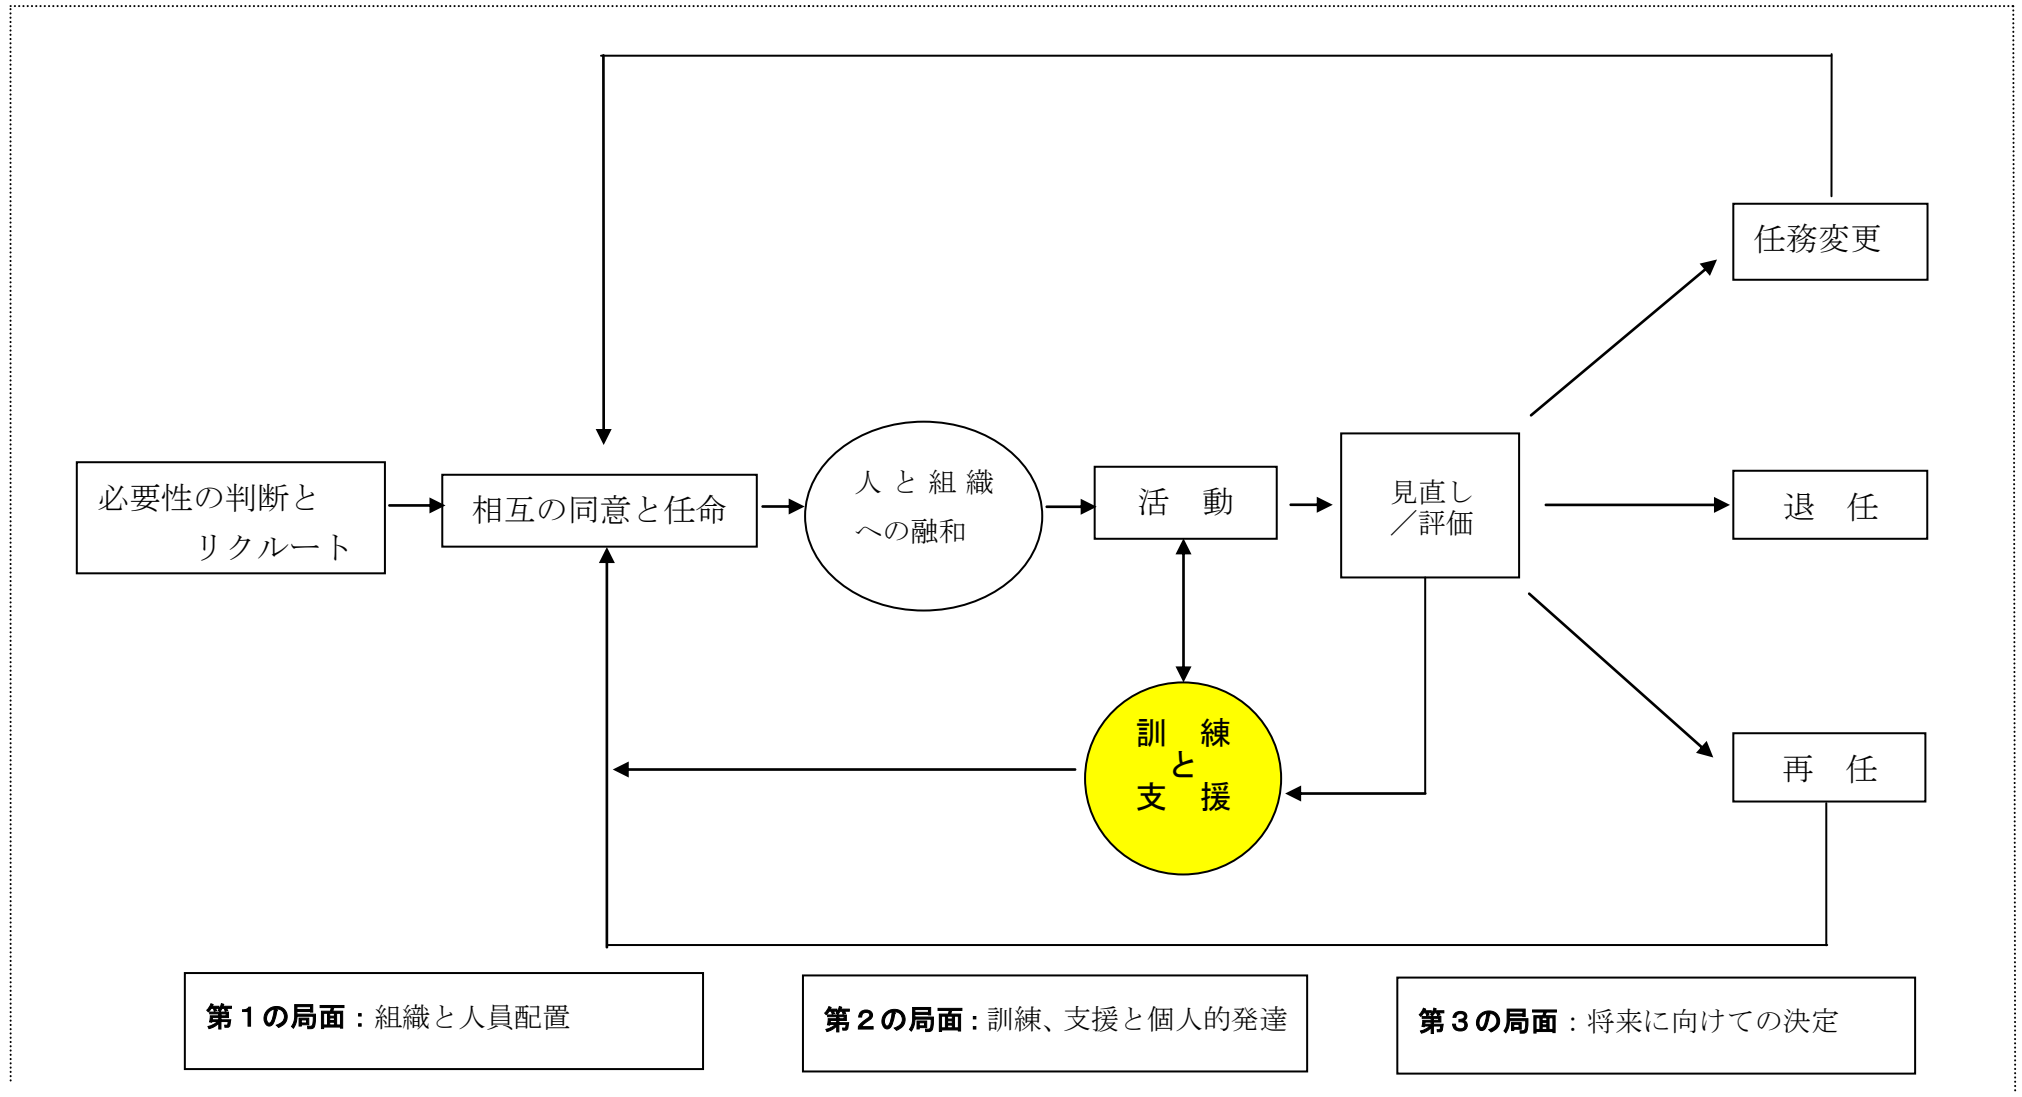 任務変更
必要性の判断と
リクルート
相互の同意と任命
人と組織
への融和
活　動
見直し
／評価
退　任
訓　練
と
支　援
再　任
第１の局面：組織と人員配置
第２の局面：訓練、支援と個人的発達
第３の局面：将来に向けての決定